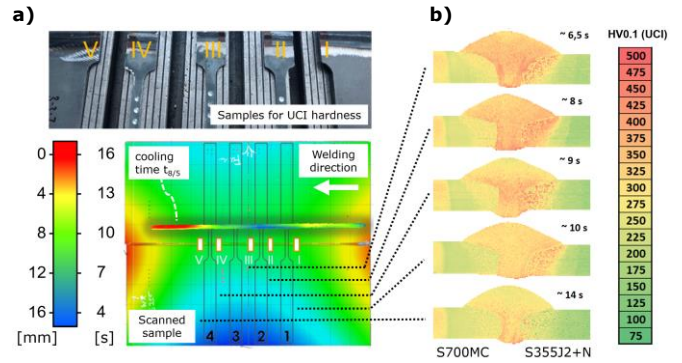 a)
V IV III II I
Samples for UCI hardness
0
4
8
12
16
[mm]
16
13
10
7
4
[s]
cooling
time t8/5
Welding
direction
V IV III II I
Scanned
sample
4 3 2 1
b)
~ 6,5 s
~ 8 s
~ 9 s
~ 10 s
~ 14 s
S700MC S355J2+N
HV0.1 (UCI)
500
475
450
425
400
375
350
325
300
275
250
225
200
175
150
125
100
75